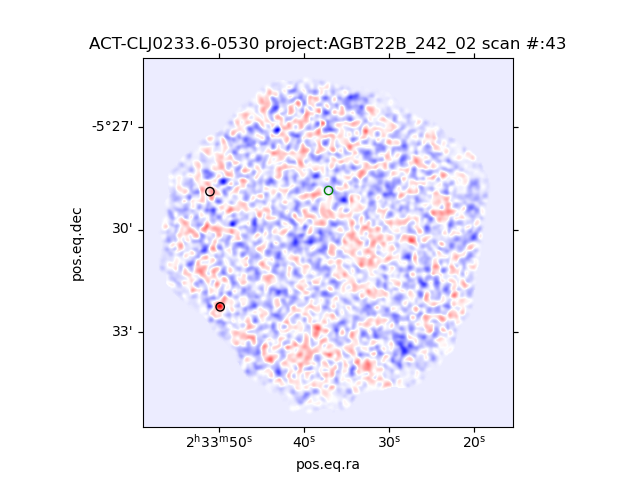 ACT-CLJ0233.6-0530 project:AGBT22B_242_02 scan #:43
-5°27'
30'
33'
pos.eq.dec
2ʰ33ᵐ50ˢ 40ˢ 30ˢ 20ˢ
pos.eq.ra